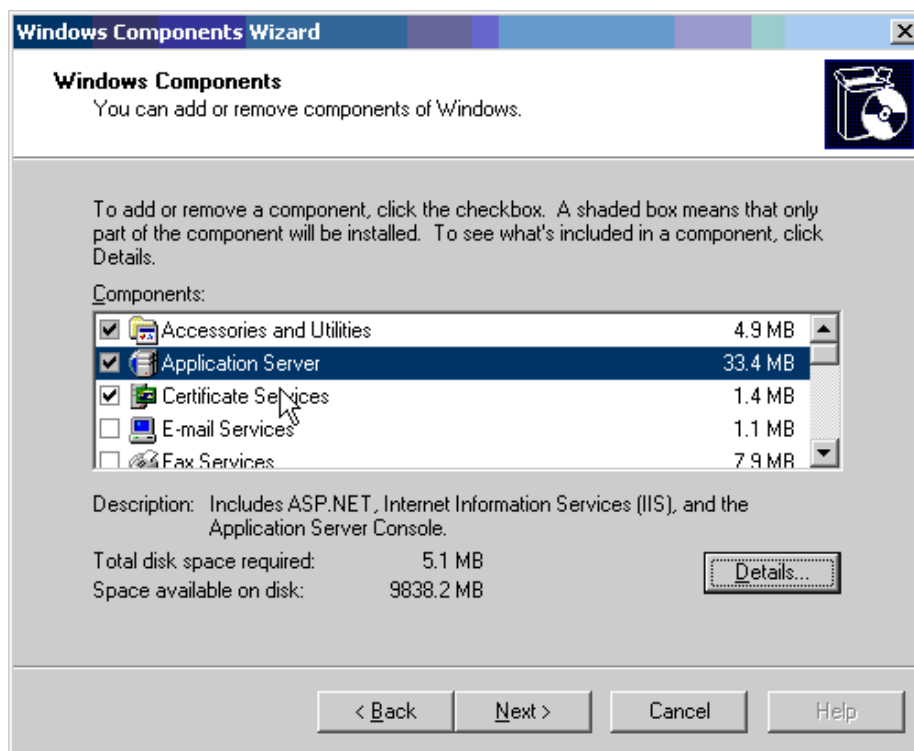 Windows Components Wizard
Windows Components
You can add or remove components of Windows.
To add or remove a component, click the checkbox. A shaded box means that only
part of the component will be installed. To see what's included in a component, click
Details.
Components:
Accessories and Utilities 4.9 MB
Application Server 33.4 MB
Certificate Services 1.4 MB
E-mail Services 1.1 MB
Fax Services 7.9 MB
Description: Includes ASP.NET, Internet Information Services (IIS), and the
Application Server Console.
Total disk space required: 5.1 MB
Space available on disk: 9838.2 MB
Details...
< Back Next > Cancel Help